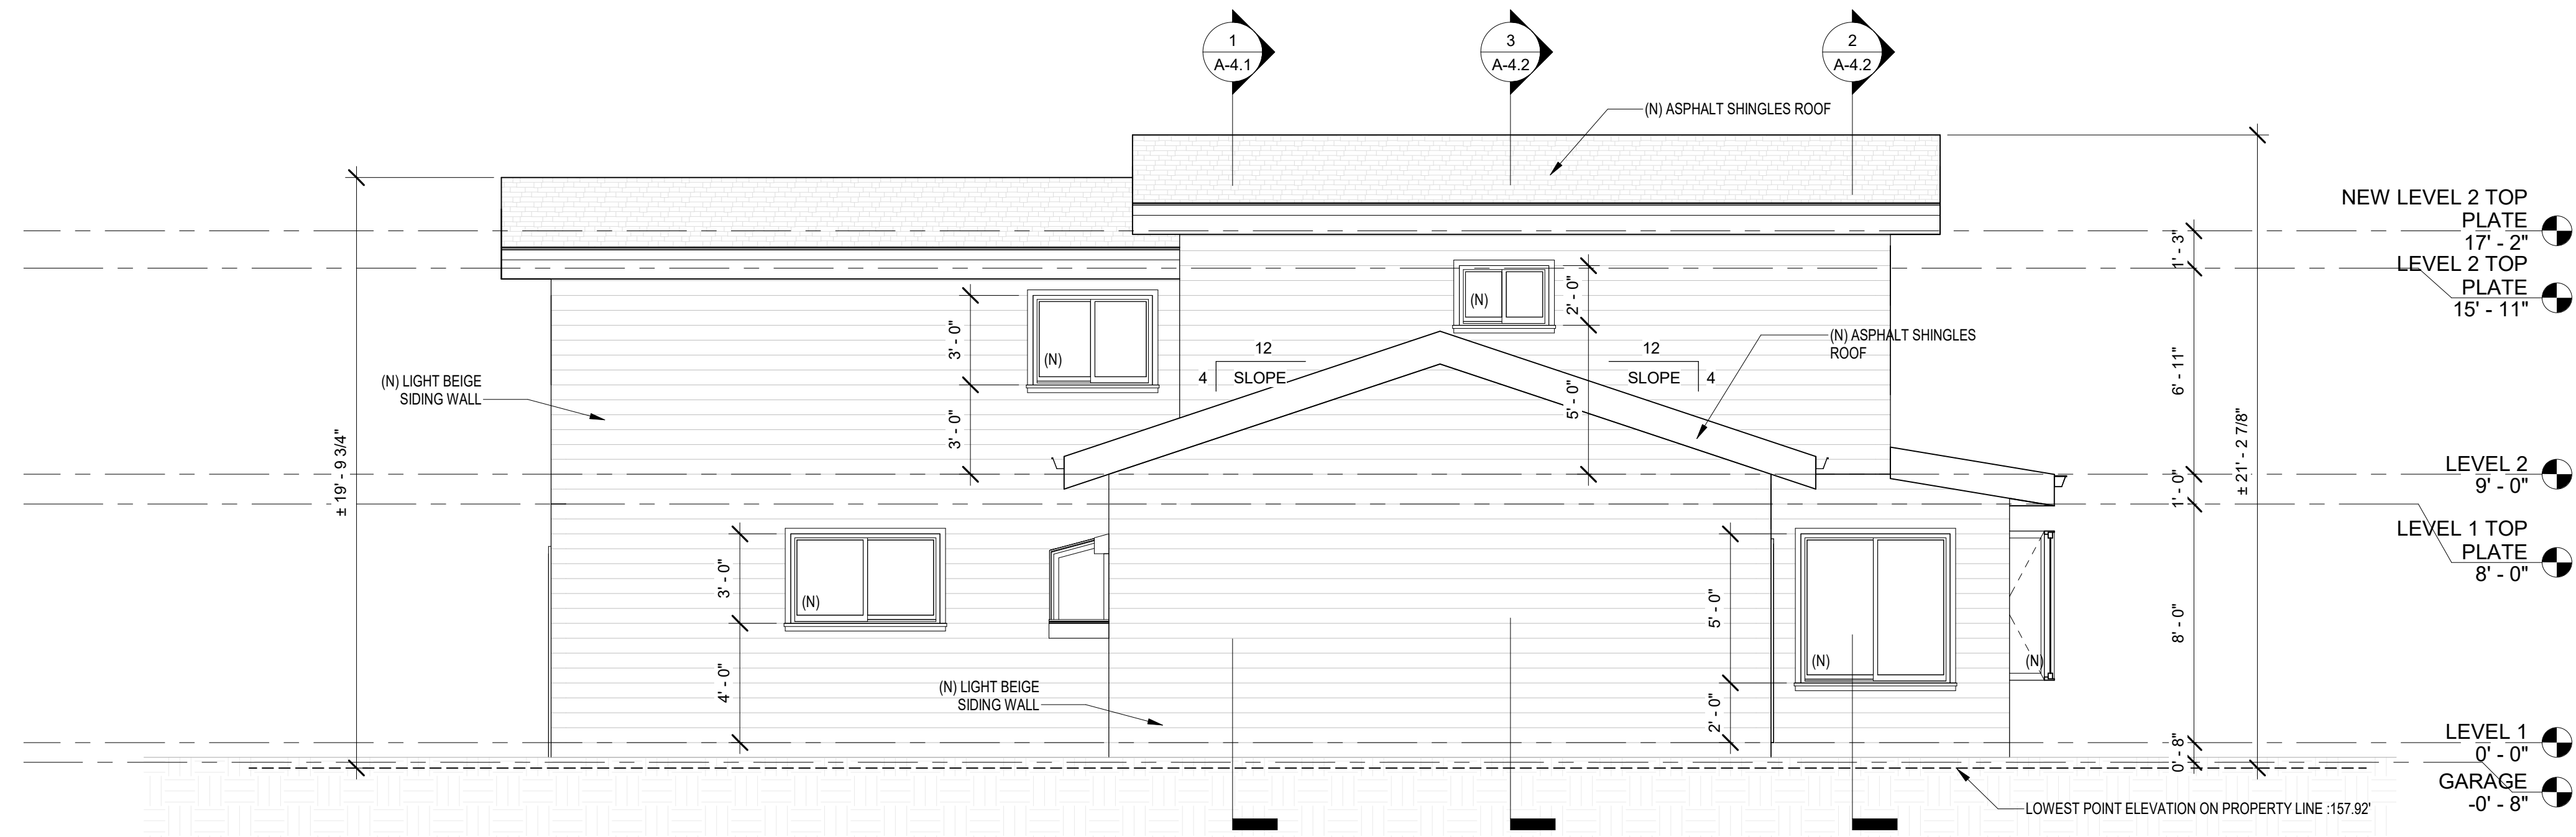 1
A-4.1
3
A-4.2
2
A-4.2
(N) ASPHALT SHINGLES ROOF
NEW LEVEL 2 TOP
PLATE
17' - 2"
LEVEL 2 TOP
PLATE
15' - 11"
1' - 3"
6' - 11"
1' - 0"
8' - 0"
0' - 8"
± 21' - 2 7/8"
± 19' - 9 3/4"
(N)
2' - 0"
5' - 0"
(N) ASPHALT SHINGLES
ROOF
12
4
SLOPE
12
SLOPE
4
3' - 0"
3' - 0"
(N)
(N) LIGHT BEIGE
SIDING WALL
LEVEL 2
9' - 0"
LEVEL 1 TOP
PLATE
8' - 0"
3' - 0"
4' - 0"
(N)
5' - 0"
2' - 0"
(N)
(N)
(N) LIGHT BEIGE
SIDING WALL
LEVEL 1
0' - 0"
GARAGE
-0' - 8"
LOWEST POINT ELEVATION ON PROPERTY LINE :157.92'